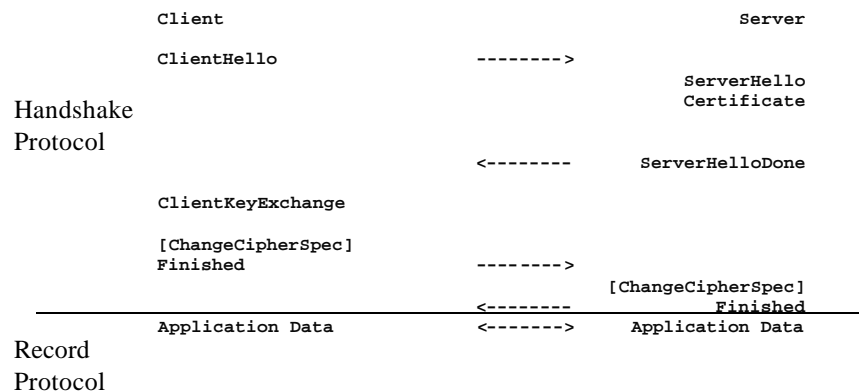 Client Server
ClientHello -------->
ServerHello
Handshake Certificate
Protocol
<-------- ServerHelloDone
ClientKeyExchange
[ChangeCipherSpec]
Finished -------->
[ChangeCipherSpec]
<-------- Finished
Application Data <-------> Application Data
Record
Protocol